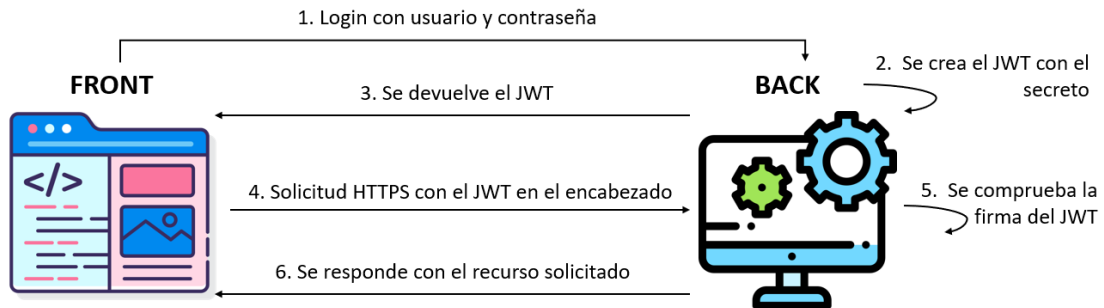 1. Login con usuario y contraseña
FRONT
BACK
2. Se crea el JWT con el
secreto
3. Se devuelve el JWT
</>
4. Solicitud HTTPS con el JWT en el encabezado
5. Se comprueba la
firma del JWT
6. Se responde con el recurso solicitado